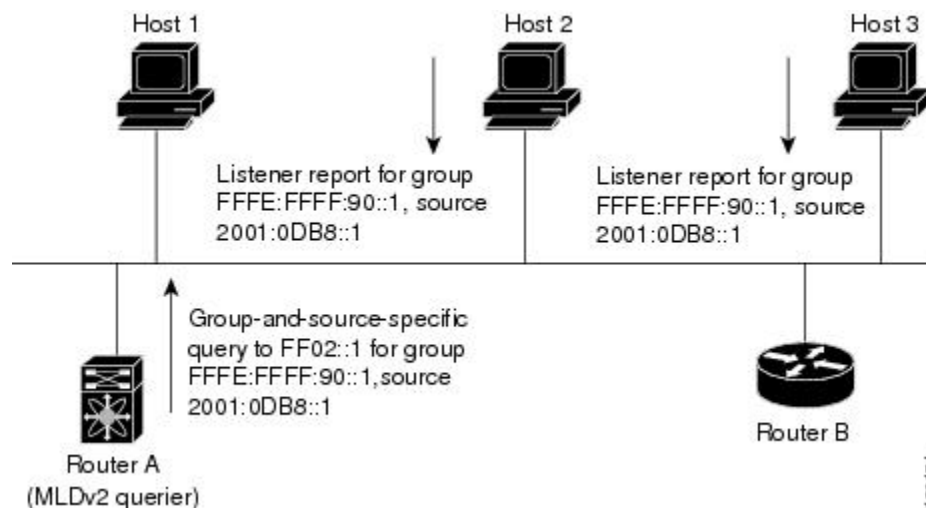 Host 1
Host 2
Host 3
Listener report for group
FFFE:FFFF:90::1, source
2001:0DB8::1
Listener report for group
FFFE:FFFF:90::1, source
2001:0DB8::1
Group-and-source-specific
query to FF02::1 for group
FFFE:FFFF:90::1,source
2001:0DB8::1
Router A
(MLDv2 querier)
Router B